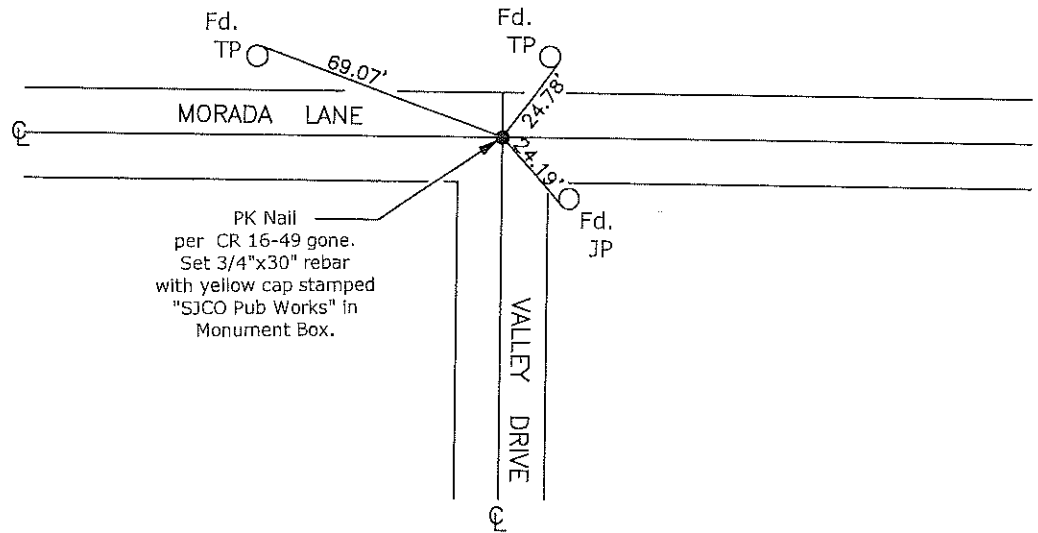 Fd.
TP
69.07'
Fd.
TP
24.78'
MORADA LANE
℄
24.19'
Fd.
JP
PK Nail
per CR 16-49 gone.
Set 3/4"x30" rebar
with yellow cap stamped
"SJCO Pub Works" in
Monument Box.
VALLEY DRIVE
℄